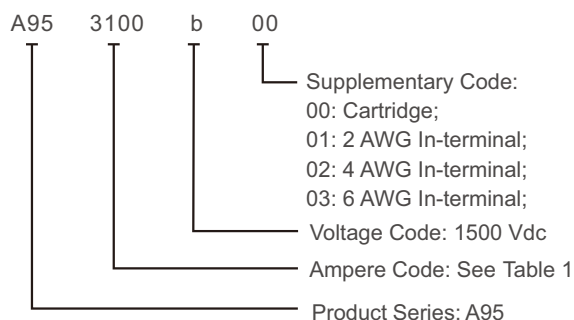 A95 3100 b 00
Supplementary Code:
00: Cartridge;
01: 2 AWG In-terminal;
02: 4 AWG In-terminal;
03: 6 AWG In-terminal;
Voltage Code: 1500 Vdc
Ampere Code: See Table 1
Product Series: A95